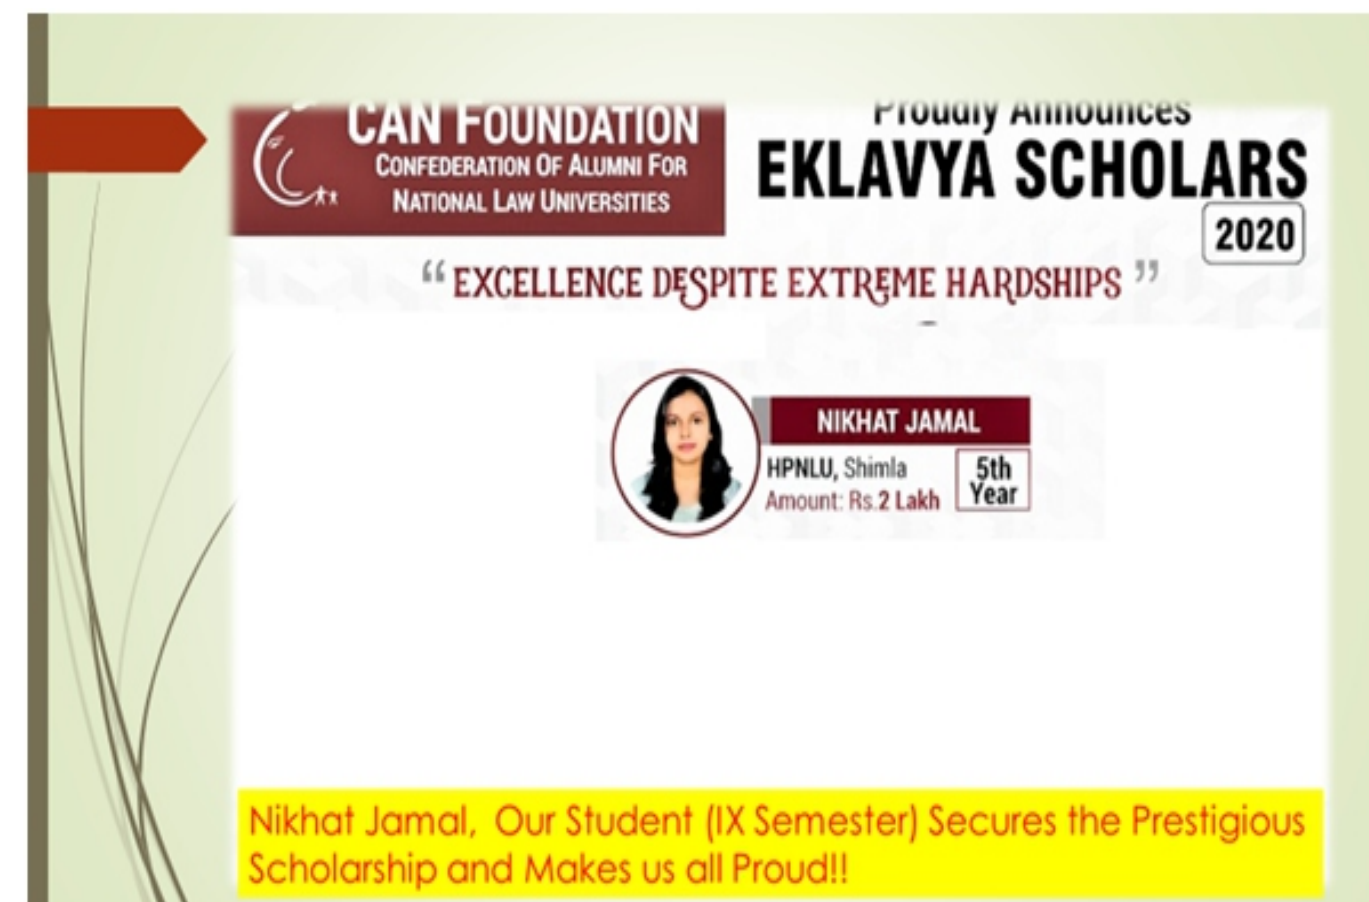 CAN FOUNDATION
CONFEDERATION OF ALUMNI FOR
NATIONAL LAW UNIVERSITIES
Proudly Announces
EKLAVYA SCHOLARS
2020
“ EXCELLENCE DESPITE EXTREME HARDSHIPS ”
NIKHAT JAMAL
HPNLU, Shimla
Amount: Rs.2 Lakh
5th
Year
Nikhat Jamal, Our Student (IX Semester) Secures the Prestigious
Scholarship and Makes us all Proud!!